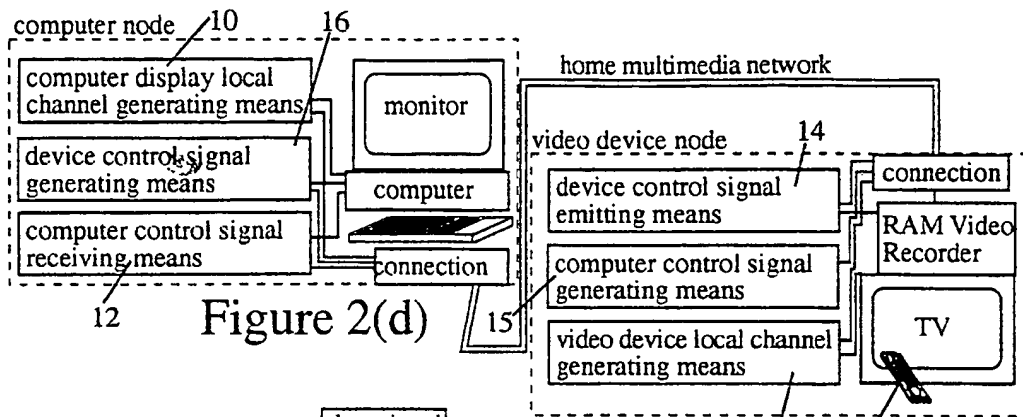 computer node
10
16
computer display local
channel generating means
device control signal
generating means
computer control signal
receiving means
12
monitor
computer
connection
Figure 2(d)
home multimedia network
video device node
14
device control signal
emitting means
computer control signal
generating means
15
video device local channel
generating means
connection
RAM Video
Recorder
TV